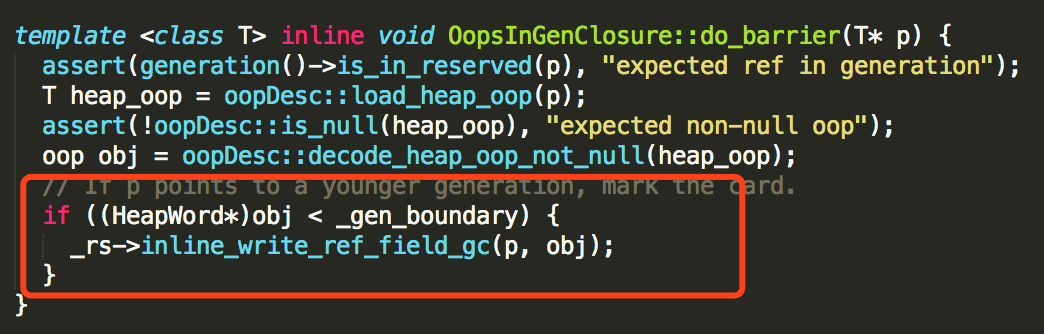 template <class T> inline void OopsInGenClosure::do_barrier(T* p) {
  assert(generation()->is_in_reserved(p), "expected ref in generation");
  T heap_oop = oopDesc::load_heap_oop(p);
  assert(!oopDesc::is_null(heap_oop), "expected non-null oop");
  oop obj = oopDesc::decode_heap_oop_not_null(heap_oop);
  // If p points to a younger generation, mark the card.
  if ((HeapWord*)obj < _gen_boundary) {
    _rs->inline_write_ref_field_gc(p, obj);
  }
}